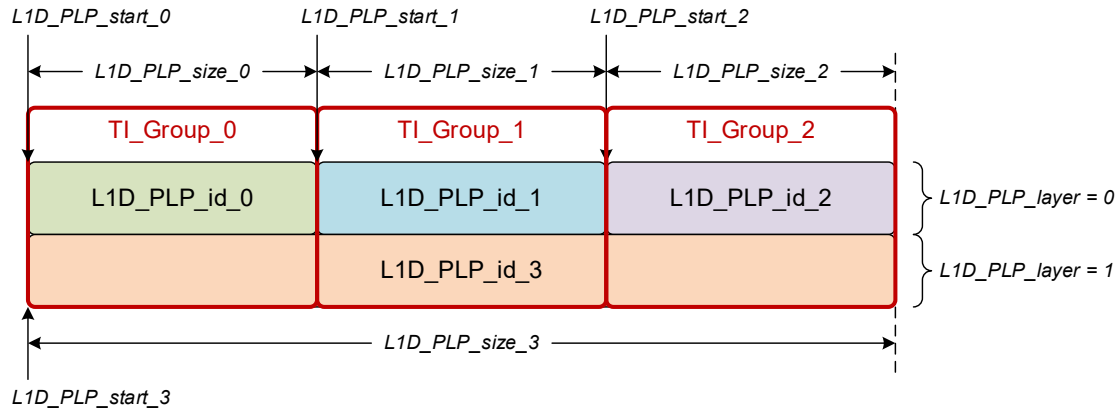 L1D_PLP_start_0 L1D_PLP_start_1 L1D_PLP_start_2
L1D_PLP_size_0 L1D_PLP_size_1 L1D_PLP_size_2
TI_Group_0 TI_Group_1 TI_Group_2
L1D_PLP_id_0 L1D_PLP_id_1 L1D_PLP_id_2 L1D_PLP_layer = 0
L1D_PLP_id_3 L1D_PLP_layer = 1
L1D_PLP_size_3
L1D_PLP_start_3